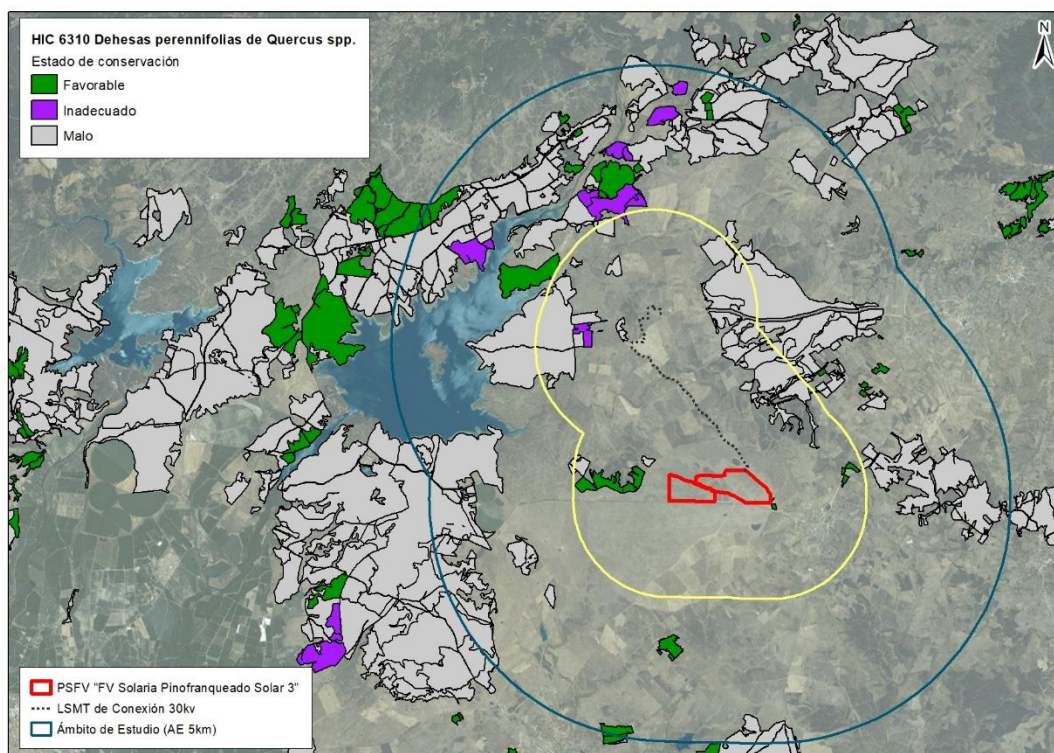 HIC 6310 Dehesas perennifolias de Quercus spp.
Estado de conservación
Favorable
Inadecuado
Malo
N
PSFV "FV Solaria Pinofranqueado Solar 3"
LSMT de Conexión 30kv
Ámbito de Estudio (AE 5km)